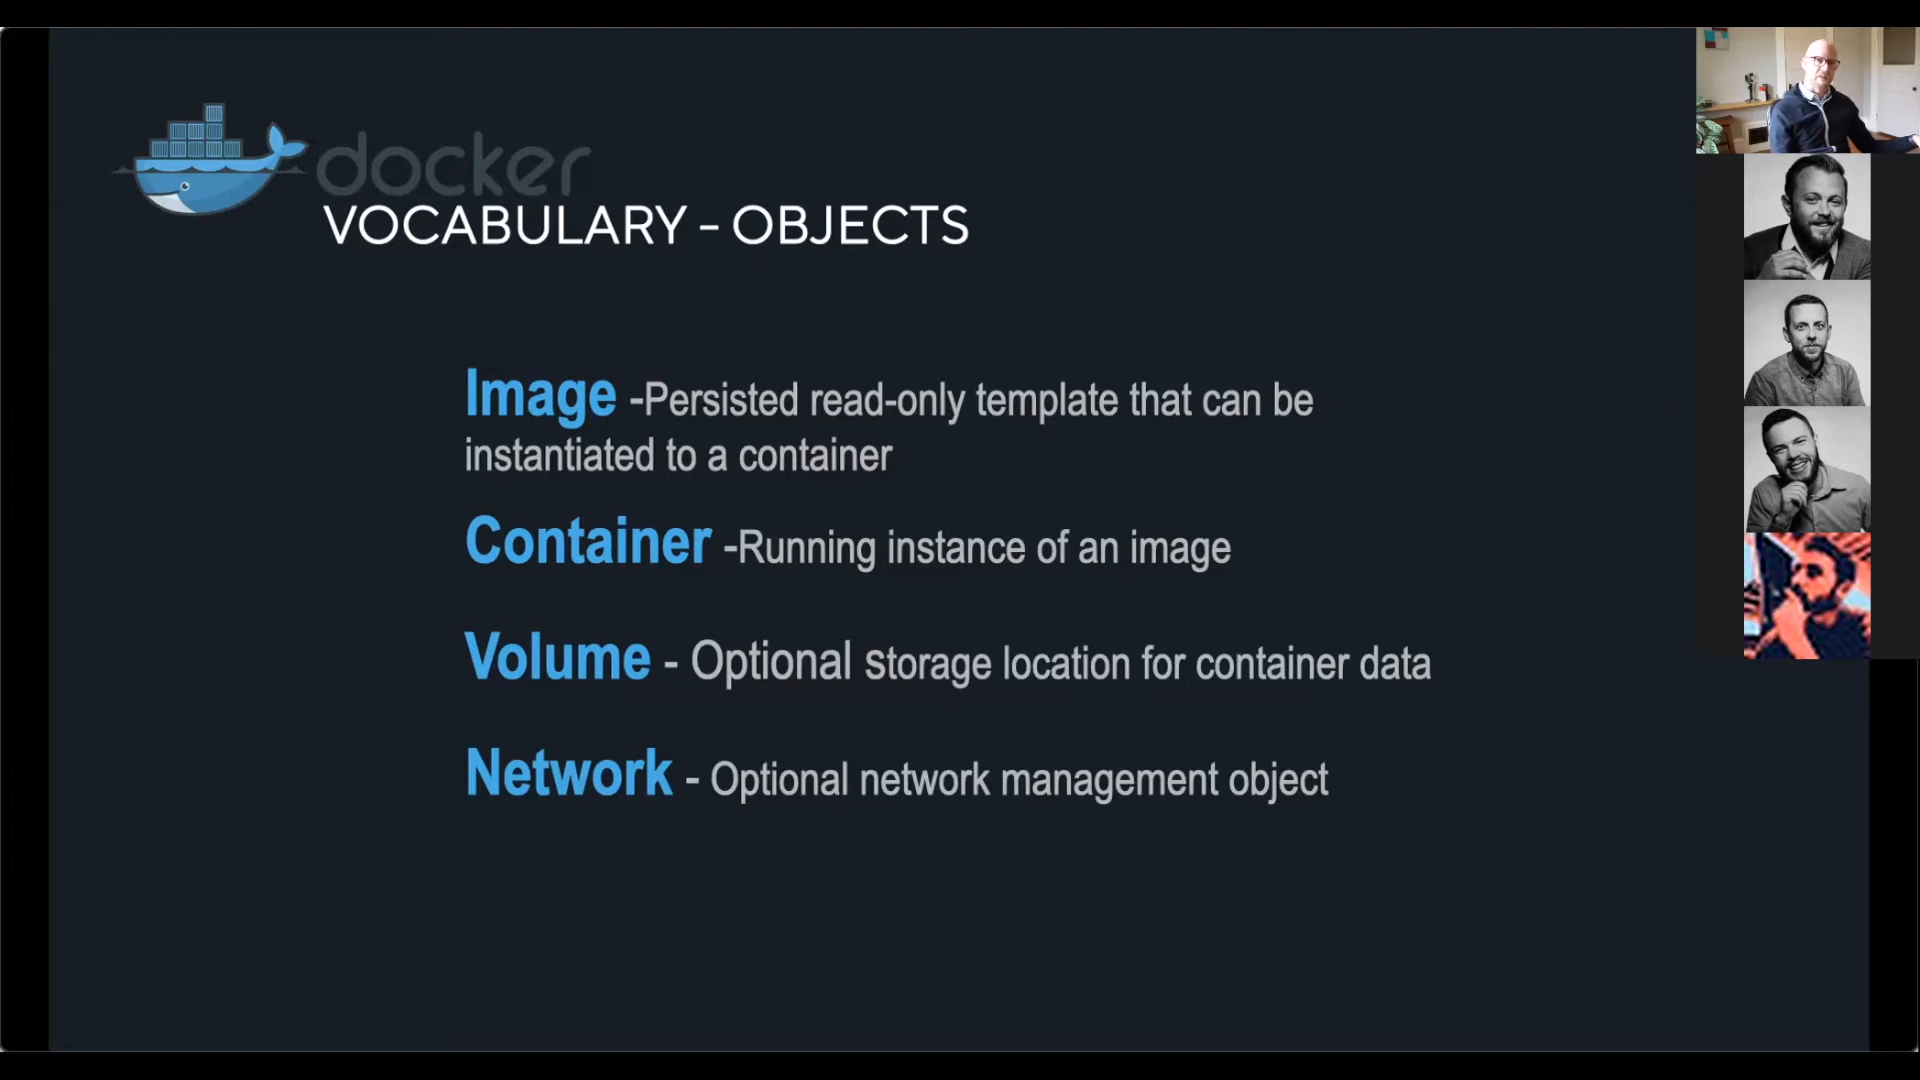 docker
VOCABULARY - OBJECTS
Image -Persisted read-only template that can be
instantiated to a container
Container -Running instance of an image
Volume - Optional storage location for container data
Network - Optional network management object